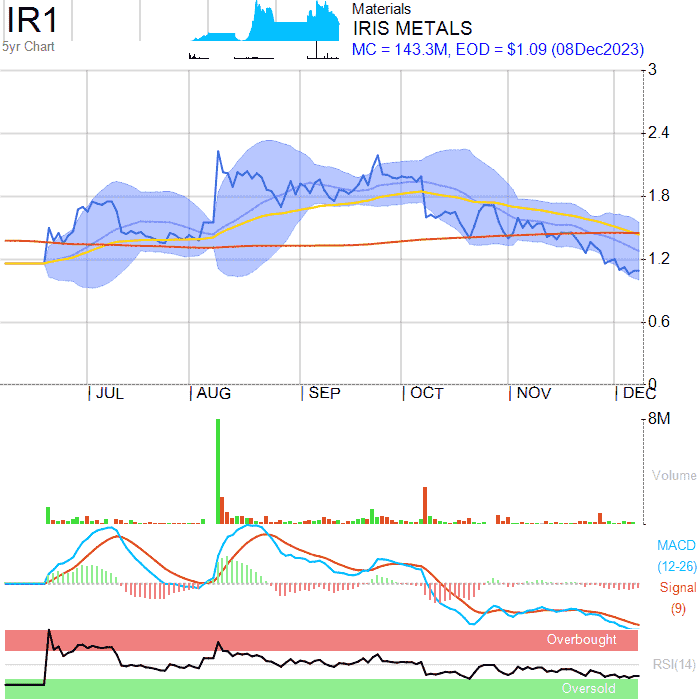 IR1
5yr Chart
Materials
IRIS METALS
MC = 143.3M, EOD = $1.09 (08Dec2023)
3
2.4
1.8
1.2
0.6
0
JUL AUG SEP OCT NOV DEC
8M
Volume
MACD
(12-26)
Signal
(9)
Overbought
RSI(14)
Oversold